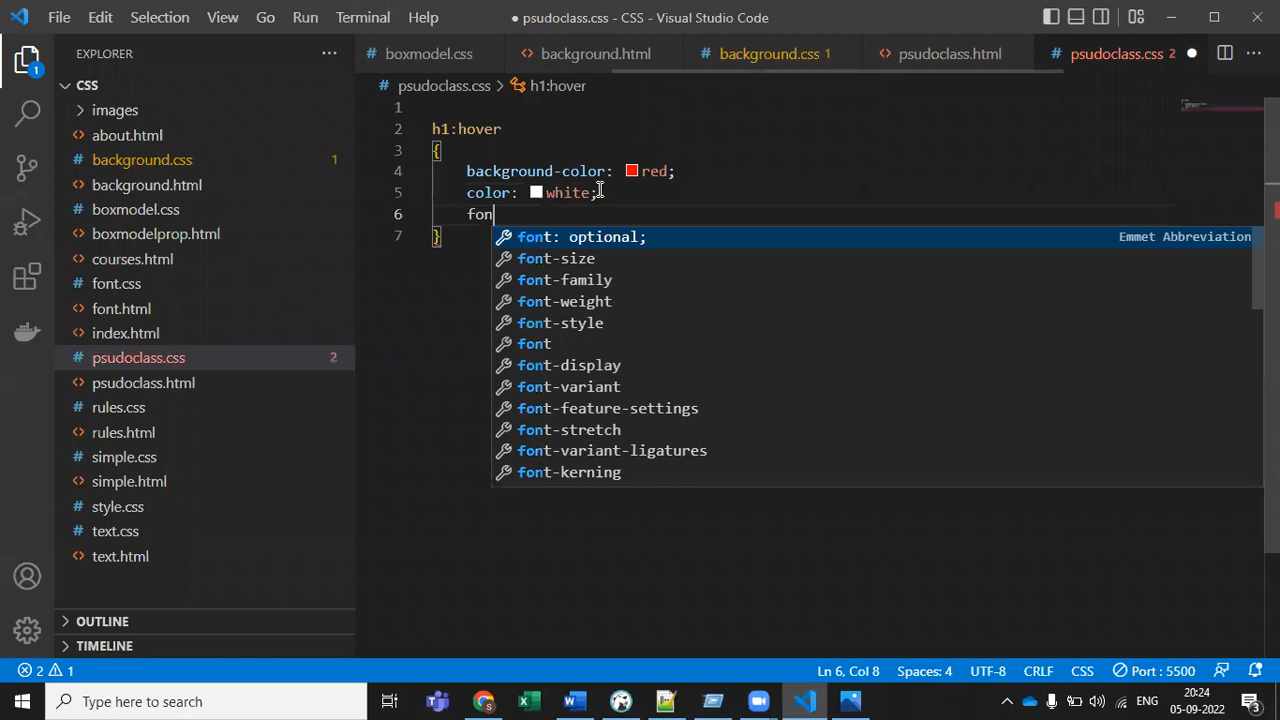 File Edit Selection View Go Run Terminal Help
● psudoclass.css - CSS - Visual Studio Code
EXPLORER
boxmodel.css background.html background.css 1 psudoclass.html psudoclass.css 2
psudoclass.css > h1:hover
1
CSS
images
about.html
background.css 1
background.html
boxmodel.css
boxmodelprop.html
courses.html
font.css
font.html
index.html
psudoclass.css 2
psudoclass.html
rules.css
rules.html
simple.css
simple.html
style.css
text.css
text.html
OUTLINE
TIMELINE
1
2 h1:hover
3 {
4 background-color: red;
5 color: white;
6 fon
7 }
font: optional; Emmet Abbreviation
font-size
font-family
font-weight
font-style
font
font-display
font-variant
font-feature-settings
font-stretch
font-variant-ligatures
font-kerning
2 1 Ln 6, Col 8 Spaces: 4 UTF-8 CRLF CSS Port : 5500
Type here to search
ENG
20:24
05-09-2022
3